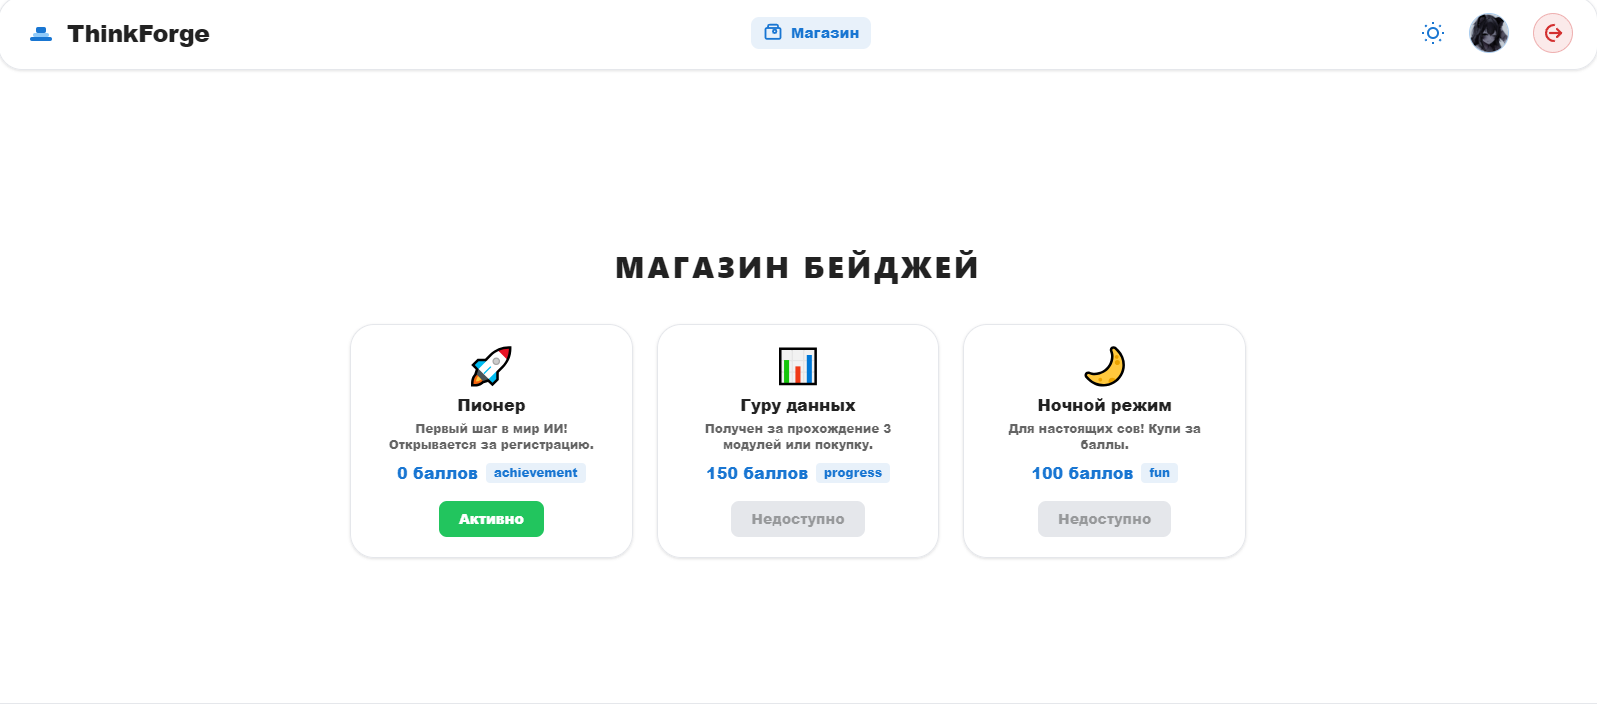 ThinkForge
Магазин
МАГАЗИН БЕЙДЖЕЙ
Пионер
Первый шаг в мир ИИ!
Открывается за регистрацию.
0 баллов achievement
Активно
Гуру данных
Получен за прохождение 3
модулей или покупку.
150 баллов progress
Недоступно
Ночной режим
Для настоящих сов! Купи за
баллы.
100 баллов fun
Недоступно